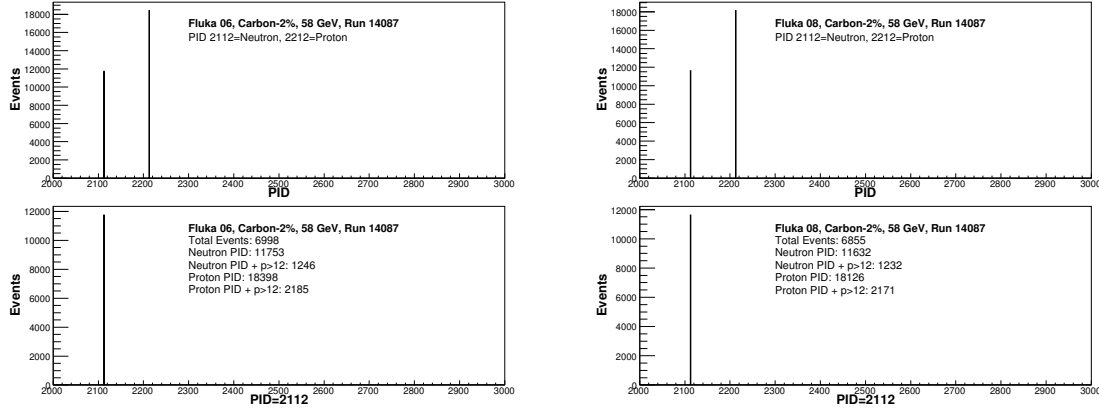 Fluka 06, Carbon-2%, 58 GeV, Run 14087
PID 2112=Neutron, 2212=Proton
Events
18000
16000
14000
12000
10000
8000
6000
4000
2000
0
2000 2100 2200 2300 2400 2500 2600 2700 2800 2900 3000
PID
Fluka 08, Carbon-2%, 58 GeV, Run 14087
PID 2112=Neutron, 2212=Proton
Events
18000
16000
14000
12000
10000
8000
6000
4000
2000
0
2000 2100 2200 2300 2400 2500 2600 2700 2800 2900 3000
PID
Fluka 06, Carbon-2%, 58 GeV, Run 14087
Total Events: 6998
Neutron PID: 11753
Neutron PID + p>12: 1246
Proton PID: 18398
Proton PID + p>12: 2185
Events
12000
10000
8000
6000
4000
2000
0
2000 2100 2200 2300 2400 2500 2600 2700 2800 2900 3000
PID=2112
Fluka 08, Carbon-2%, 58 GeV, Run 14087
Total Events: 6855
Neutron PID: 11632
Neutron PID + p>12: 1232
Proton PID: 18126
Proton PID + p>12: 2171
Events
12000
10000
8000
6000
4000
2000
0
2000 2100 2200 2300 2400 2500 2600 2700 2800 2900 3000
PID=2112